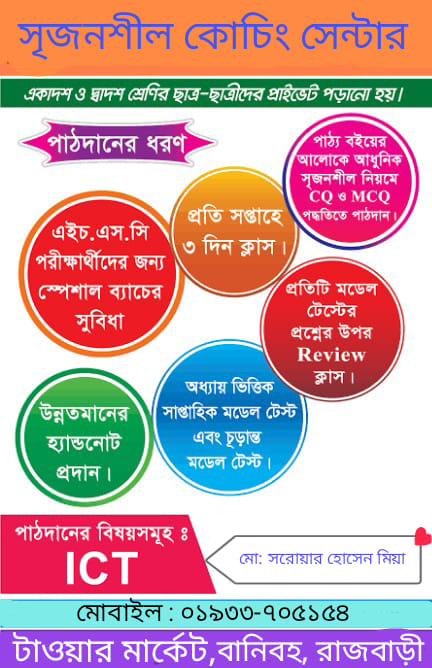 সৃজনশীল কোচিং সেন্টার
একাদশ ও দ্বাদশ শ্রেণির ছাত্র-ছাত্রীদের প্রাইভেট পড়ানো হয়।
পাঠদানের ধরণ
পাঠ্য বইয়ের
আলোকে আধুনিক
সৃজনশীল নিয়মে
CQ ও MCQ
পদ্ধতিতে পাঠদান।
প্রতি সপ্তাহে
৩ দিন ক্লাস।
এইচ.এস.সি
পরীক্ষার্থীদের জন্য
স্পেশাল ব্যাচের
সুবিধা
প্রতিটি মডেল
টেস্টের
প্রশ্নের উপর
Review
ক্লাস।
অধ্যায় ভিত্তিক
সাপ্তাহিক মডেল টেস্ট
এবং চূড়ান্ত
মডেল টেস্ট।
উন্নতমানের
হ্যান্ডনোট
প্রদান।
পাঠদানের বিষয়সমূহ ঃ
ICT
মো: সরোয়ার হোসেন মিয়া
মোবাইল : ০১৯৩৩-৭০৫১৫৪
টাওয়ার মার্কেট,বানিবহ, রাজবাড়ী